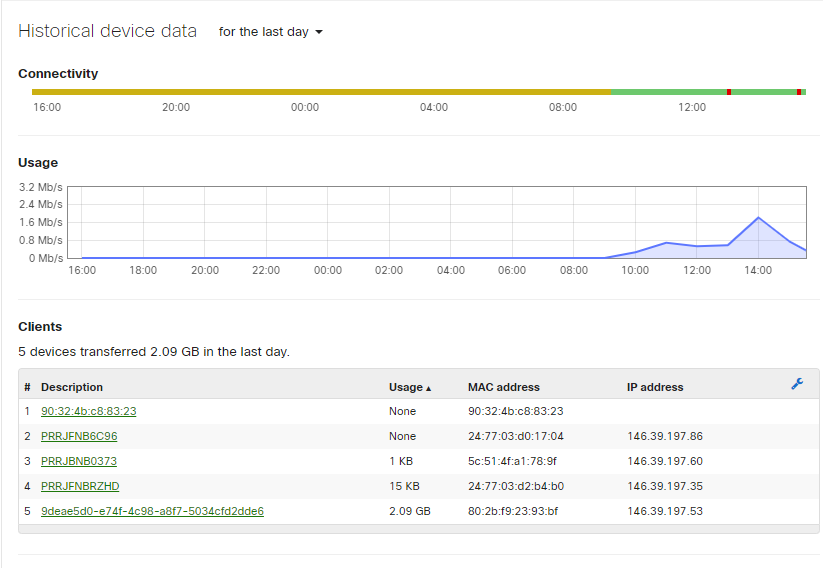 Historical device data for the last day
Connectivity
16:00 20:00 00:00 04:00 08:00 12:00
Usage
3.2 Mb/s
2.4 Mb/s
1.6 Mb/s
0.8 Mb/s
0 Mb/s
16:00 18:00 20:00 22:00 00:00 02:00 04:00 06:00 08:00 10:00 12:00 14:00
Clients
5 devices transferred 2.09 GB in the last day.
# Description Usage ▲ MAC address IP address
1 90:32:4b:c8:83:23 None 90:32:4b:c8:83:23
2 PRRJFNB6C96 None 24:77:03:d0:17:04 146.39.197.86
3 PRRJBNB0373 1 KB 5c:51:4f:a1:78:9f 146.39.197.60
4 PRRJFNBRZHD 15 KB 24:77:03:d2:b4:b0 146.39.197.35
5 9deae5d0-e74f-4c98-a8f7-5034cfd2dde6 2.09 GB 80:2b:f9:23:93:bf 146.39.197.53